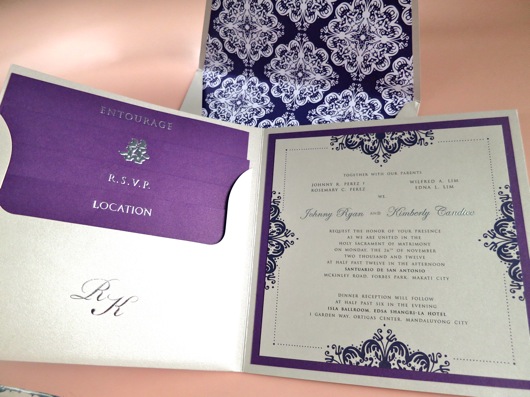 ENTOURAGE
R.S.V.P.
LOCATION
RK
TOGETHER WITH OUR PARENTS
JOHNNY R. PEREZ † WILFRED A. LIM
ROSEMARY C. PEREZ EDNA L. LIM
WE
Johnny Ryan AND Kimberly Candice
REQUEST THE HONOR OF YOUR PRESENCE
AS WE ARE UNITED IN THE
HOLY SACRAMENT OF MATRIMONY
ON MONDAY, THE 26TH OF NOVEMBER
TWO THOUSAND AND TWELVE
AT HALF PAST TWELVE IN THE AFTERNOON
SANTUARIO DE SAN ANTONIO
MCKINLEY ROAD, FORBES PARK, MAKATI CITY
DINNER RECEPTION WILL FOLLOW
AT HALF PAST SIX IN THE EVENING
ISLA BALLROOM, EDSA SHANGRI-LA HOTEL
1 GARDEN WAY, ORTIGAS CENTER, MANDALUYONG CITY